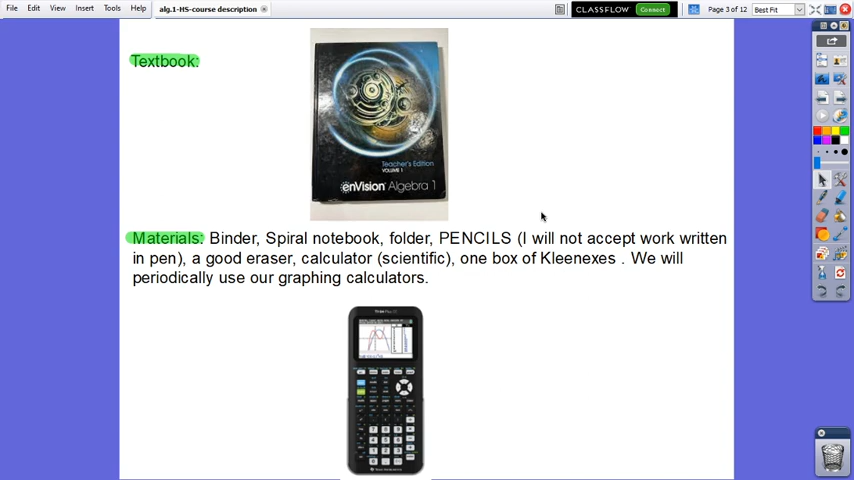 File Edit View Insert Tools Help alg.1-HS-course description CLASSFLOW Connect Page 3 of 12 Best Fit
Textbook:
Teacher's Edition
VOLUME 1
enVision Algebra 1
Materials: Binder, Spiral notebook, folder, PENCILS (I will not accept work written
in pen), a good eraser, calculator (scientific), one box of Kleenexes . We will
periodically use our graphing calculators.